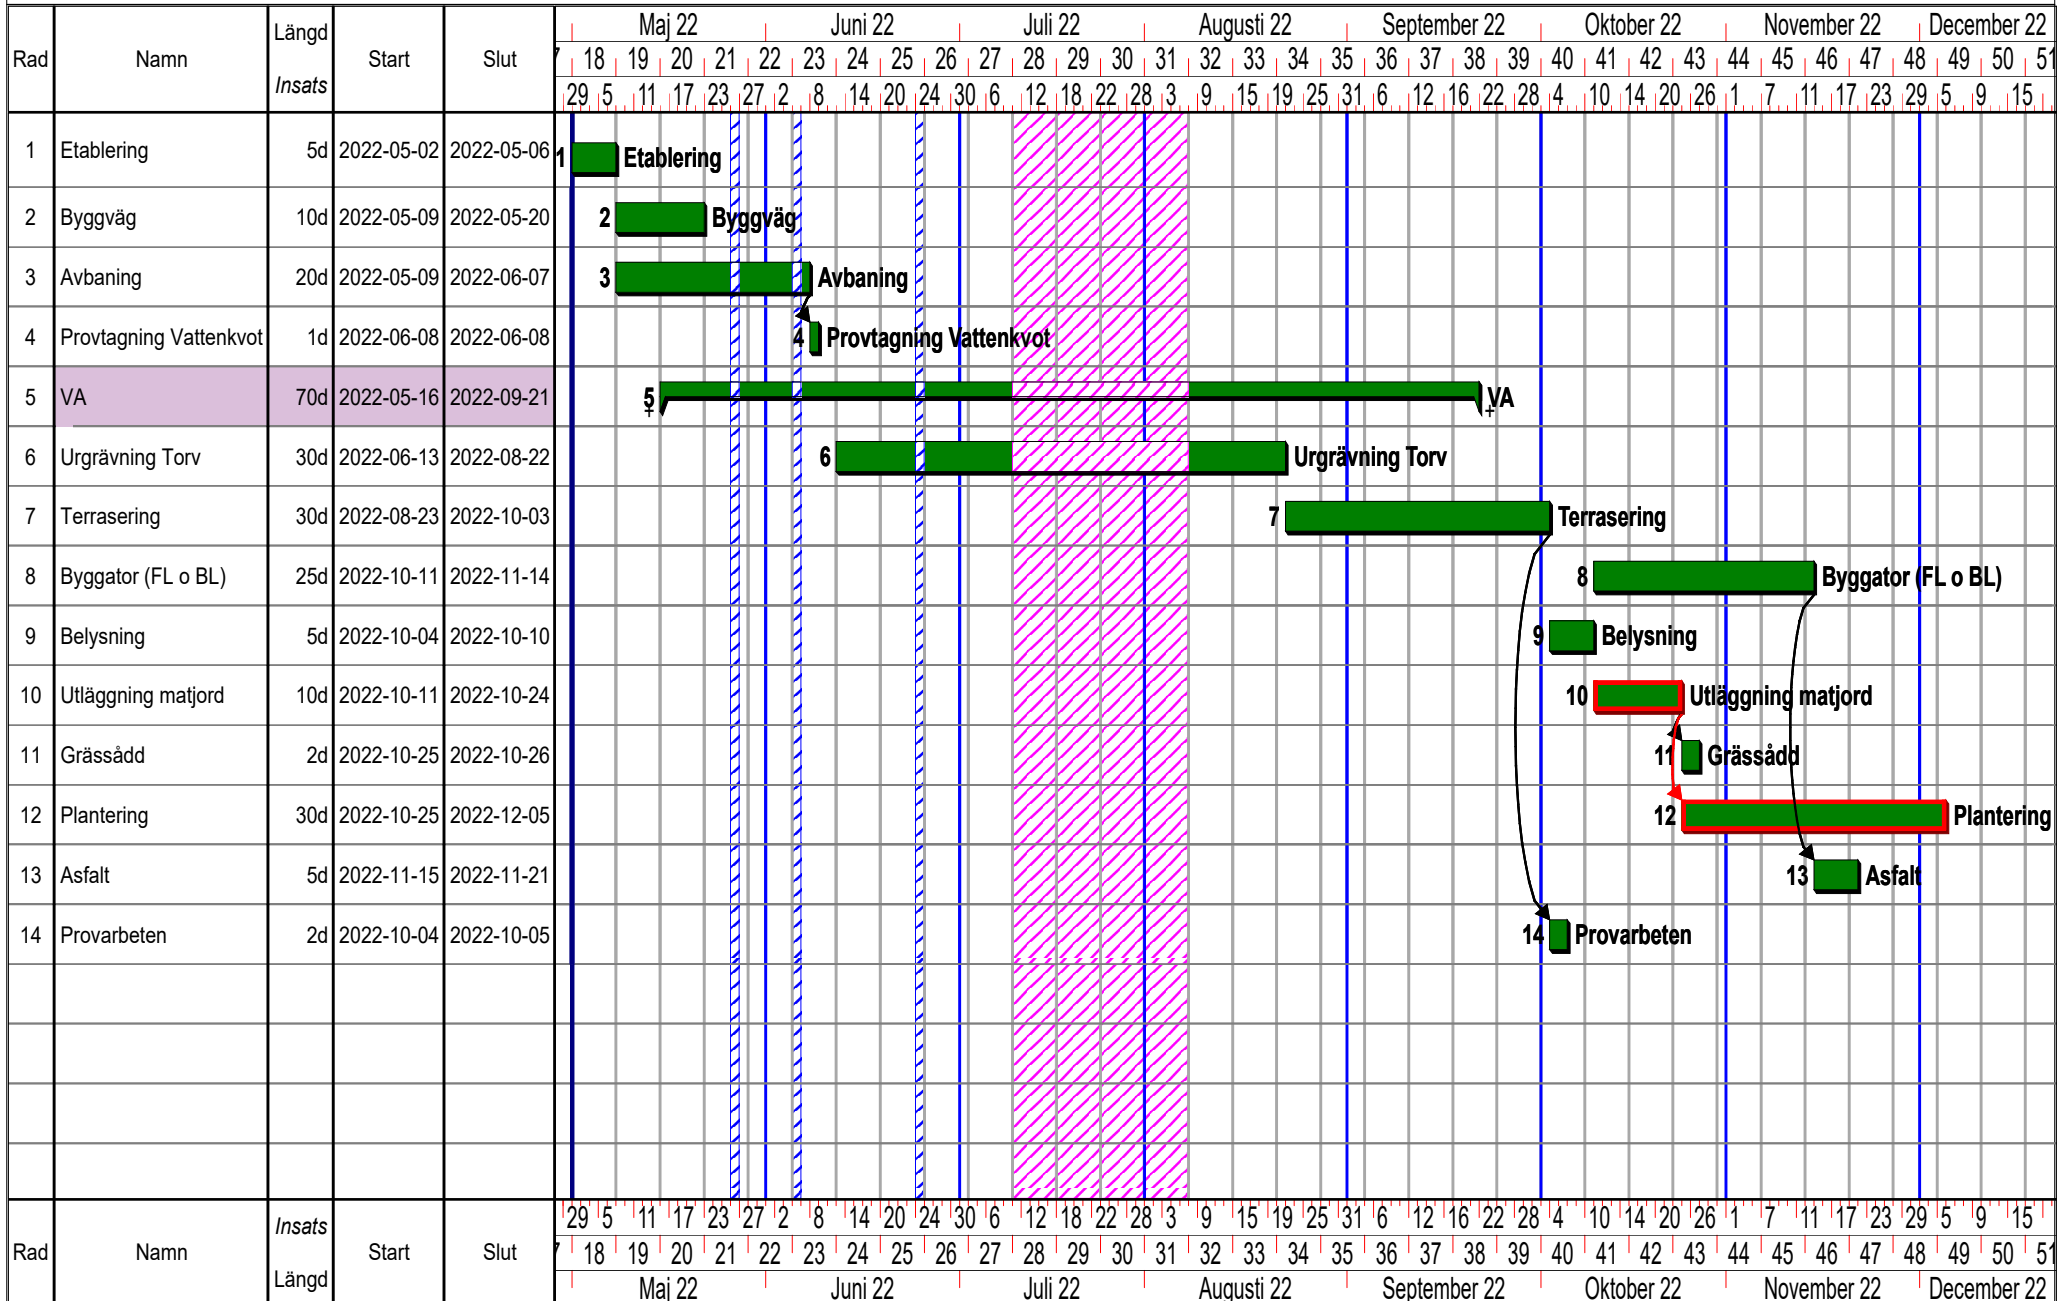 Rad Namn Längd Insats Start Slut
Maj 22 Juni 22 Juli 22 Augusti 22 September 22 Oktober 22 November 22 December 22
18 19 20 21 22 23 24 25 26 27 28 29 30 31 32 33 34 35 36 37 38 39 40 41 42 43 44 45 46 47 48 49 50 51
29 5 11 17 23 27 2 8 14 20 24 30 6 12 18 22 28 3 9 15 19 25 31 6 12 16 22 28 4 10 14 20 26 1 7 11 17 23 29 5 9 15
1 Etablering 5d 2022-05-02 2022-05-06 1 Etablering
2 Byggväg 10d 2022-05-09 2022-05-20 2 Byggväg
3 Avbaning 20d 2022-05-09 2022-06-07 3 Avbaning
4 Provtagning Vattenkvot 1d 2022-06-08 2022-06-08 4 Provtagning Vattenkvot
5 VA 70d 2022-05-16 2022-09-21 5 VA
6 Urgrävning Torv 30d 2022-06-13 2022-08-22 6 Urgrävning Torv
7 Terrasering 30d 2022-08-23 2022-10-03 7 Terrasering
8 Byggator (FL o BL) 25d 2022-10-11 2022-11-14 8 Byggator (FL o BL)
9 Belysning 5d 2022-10-04 2022-10-10 9 Belysning
10 Utläggning matjord 10d 2022-10-11 2022-10-24 10 Utläggning matjord
11 Grässådd 2d 2022-10-25 2022-10-26 11 Grässådd
12 Plantering 30d 2022-10-25 2022-12-05 12 Plantering
13 Asfalt 5d 2022-11-15 2022-11-21 13 Asfalt
14 Provarbeten 2d 2022-10-04 2022-10-05 14 Provarbeten
29 5 11 17 23 27 2 8 14 20 24 30 6 12 18 22 28 3 9 15 19 25 31 6 12 16 22 28 4 10 14 20 26 1 7 11 17 23 29 5 9 15
Rad Namn Insats Längd Start Slut
18 19 20 21 22 23 24 25 26 27 28 29 30 31 32 33 34 35 36 37 38 39 40 41 42 43 44 45 46 47 48 49 50 51
Maj 22 Juni 22 Juli 22 Augusti 22 September 22 Oktober 22 November 22 December 22